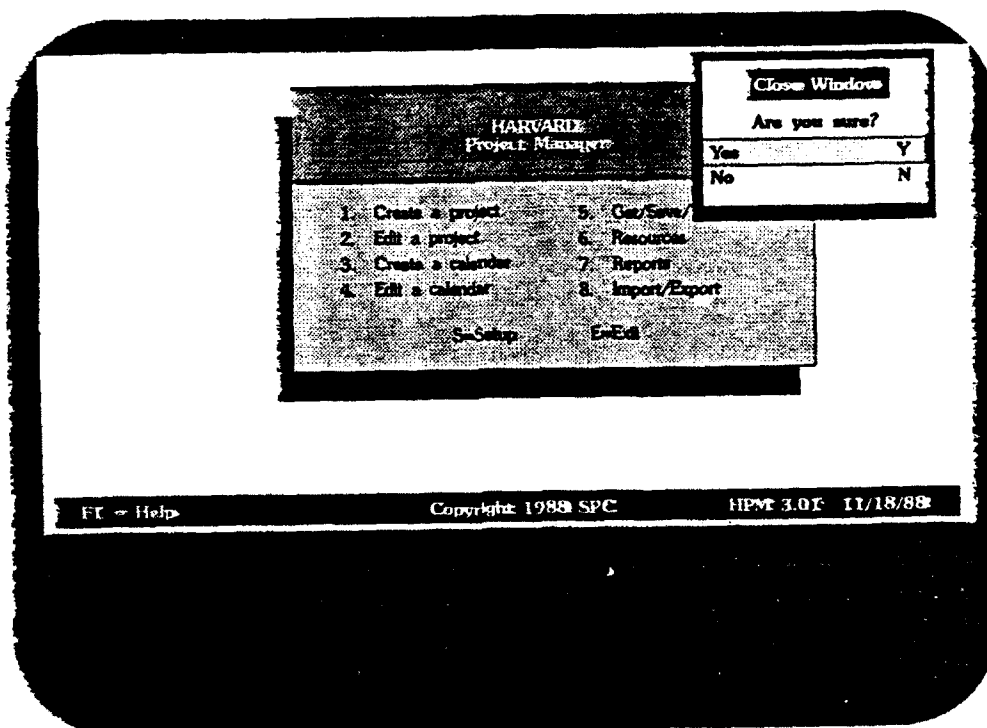 Close Window
Are you sure?
Yes Y
No N
HARVARD
Project Manager
1. Create a project
2. Edit a project
3. Create a calendar
4. Edit a calendar
5. Get/Save/
6. Resources
7. Reports
8. Import/Export
S=Setup E=Edit
F1 = Help Copyright 1988 SPC HPM 3.01 11/18/88